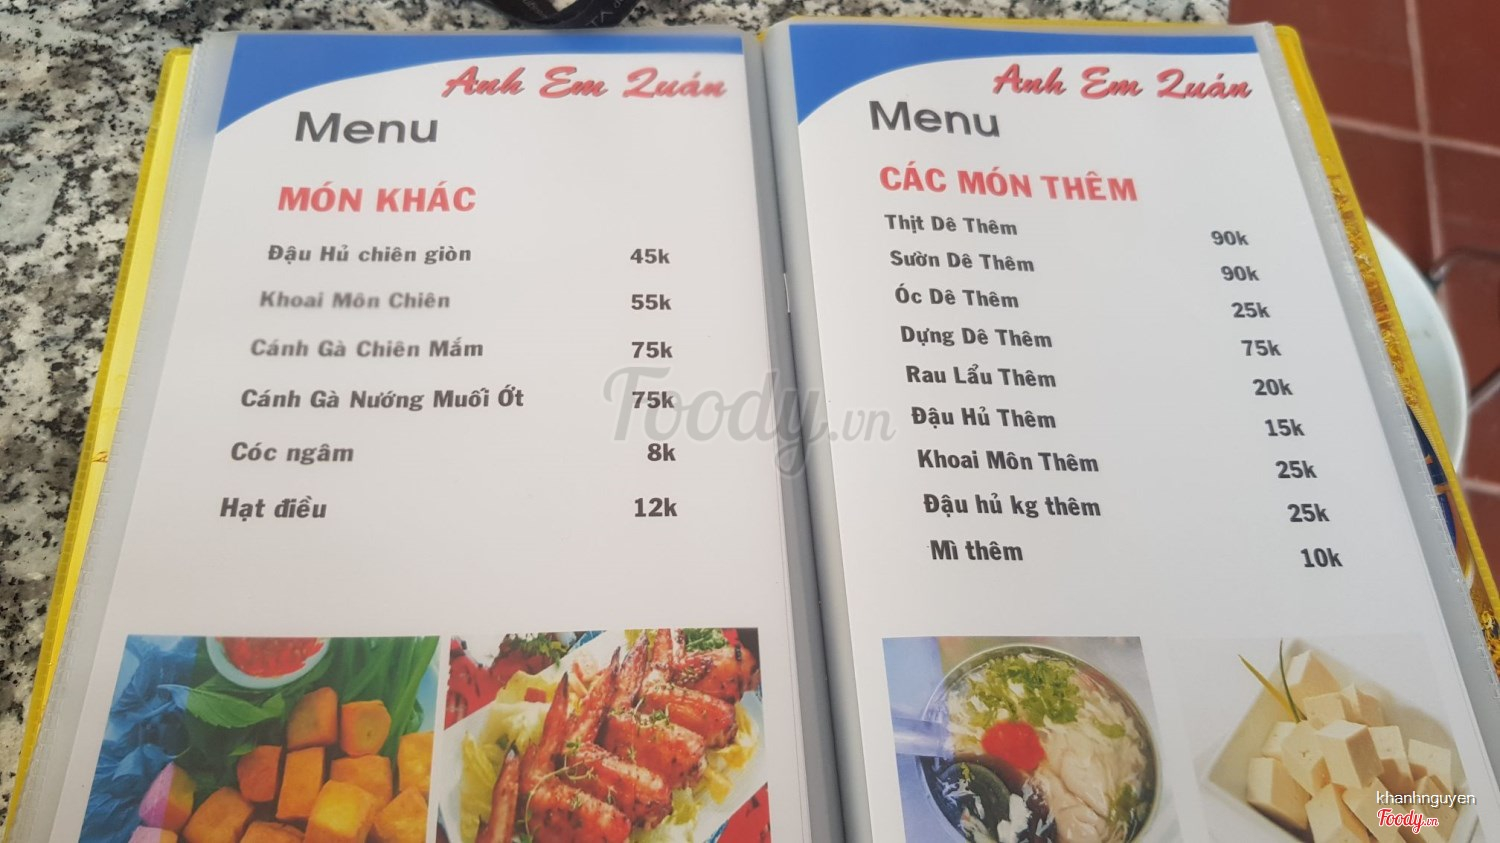 Anh Em Quán
Menu
MÓN KHÁC
Đậu Hủ chiên giòn 45k
Khoai Môn Chiên 55k
Cánh Gà Chiên Mắm 75k
Cánh Gà Nướng Muối Ớt 75k
Cóc ngâm 8k
Hạt điều 12k
Anh Em Quán
Menu
CÁC MÓN THÊM
Thịt Dê Thêm 90k
Sườn Dê Thêm 90k
Óc Dê Thêm 25k
Dựng Dê Thêm 75k
Rau Lẩu Thêm 20k
Đậu Hủ Thêm 15k
Khoai Môn Thêm 25k
Đậu hủ kg thêm 25k
Mì thêm 10k
Foody.vn
khanhnguyen
Foody.vn